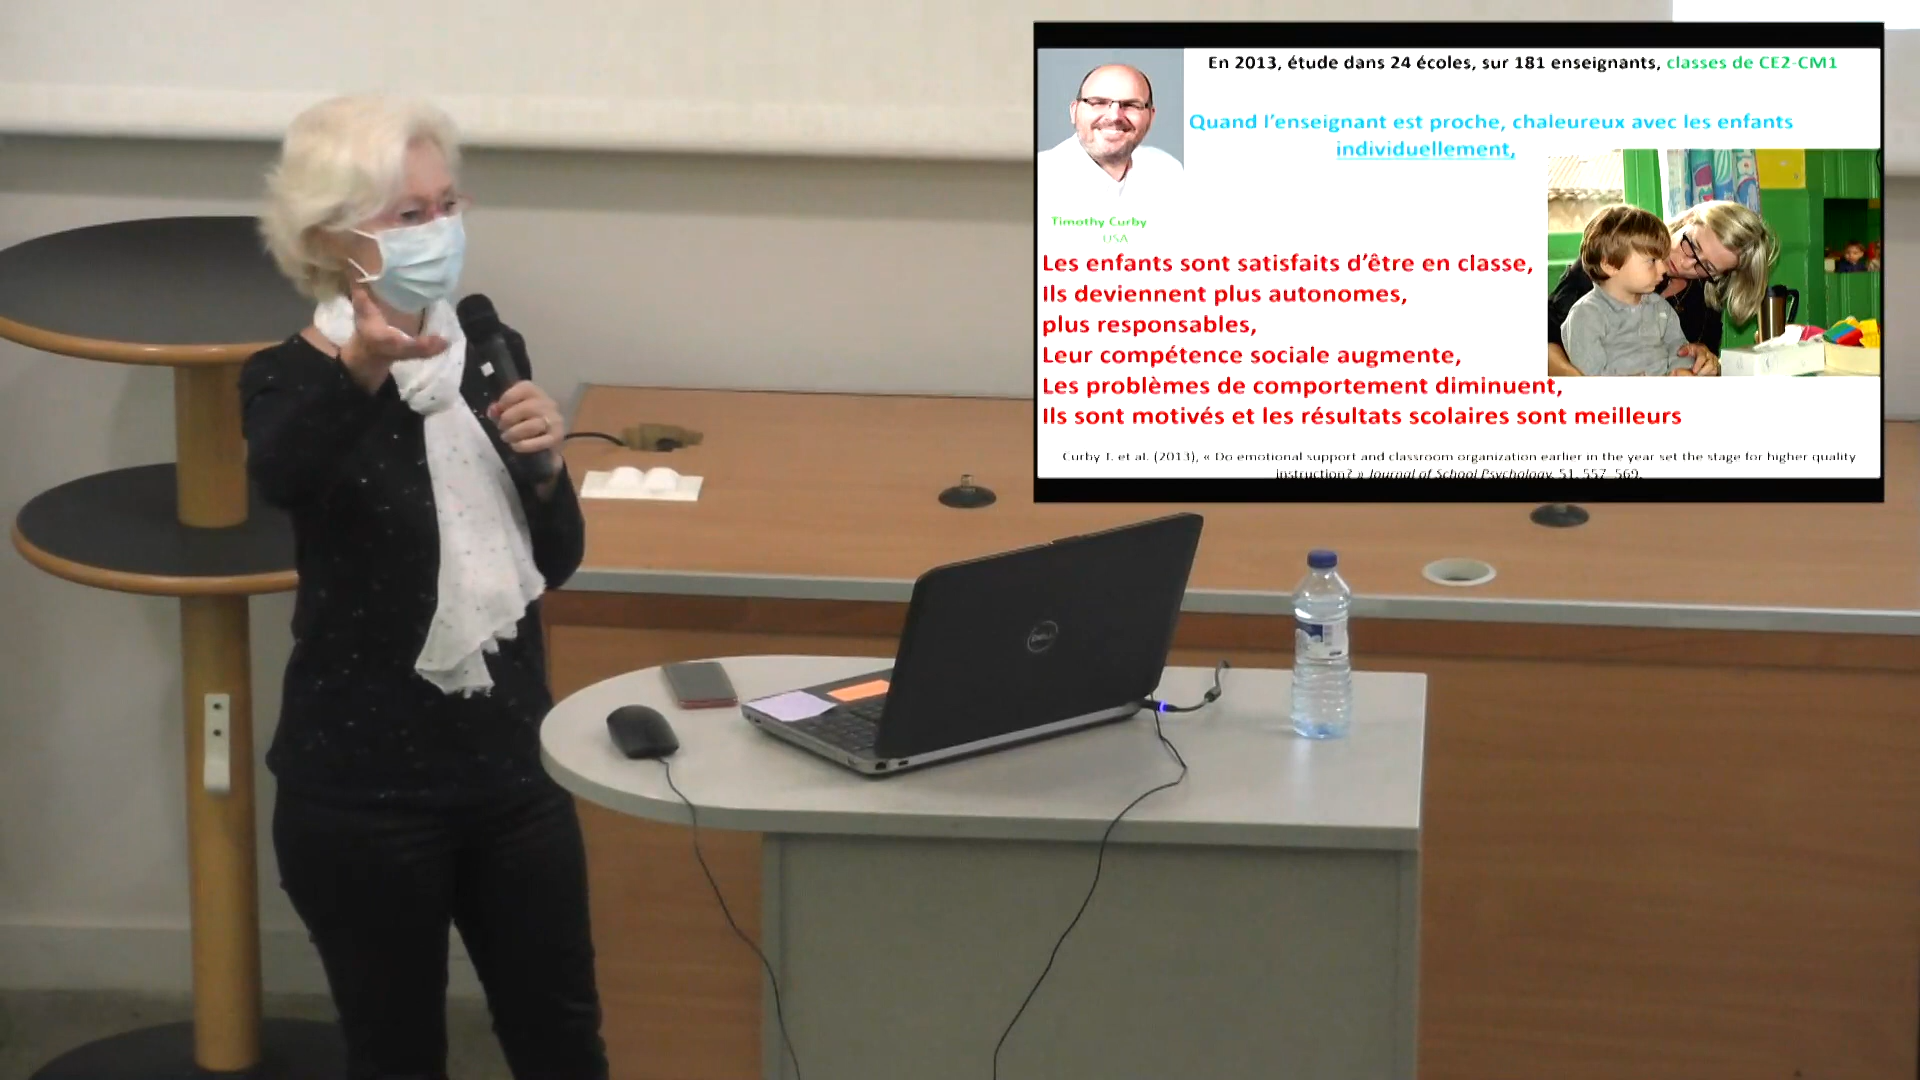 En 2013, étude dans 24 écoles, sur 181 enseignants, classes de CE2-CM1
Quand l'enseignant est proche, chaleureux avec les enfants
individuellement,
Timothy Curby
USA
Les enfants sont satisfaits d'être en classe,
Ils deviennent plus autonomes,
plus responsables,
Leur compétence sociale augmente,
Les problèmes de comportement diminuent,
Ils sont motivés et les résultats scolaires sont meilleurs
Curby T. et al. (2013), « Do emotional support and classroom organization earlier in the year set the stage for higher quality
instruction? » Journal of School Psychology, 51, 557-569.
DELL